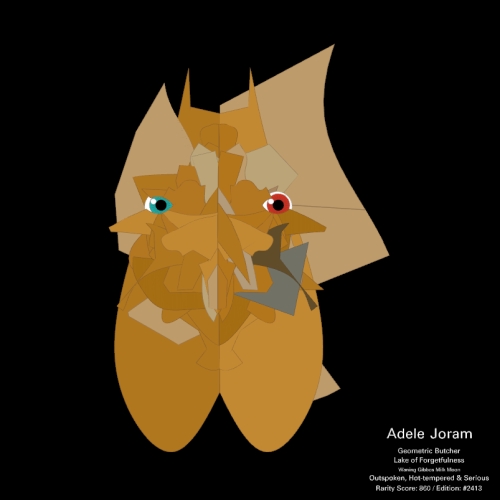 Adele Joram
Geometric Butcher
Lake of Forgetfulness
Waning Gibbos Milk Moon
Outspoken, Hot-tempered & Serious
Rarity Score: 860 / Edition: #2413